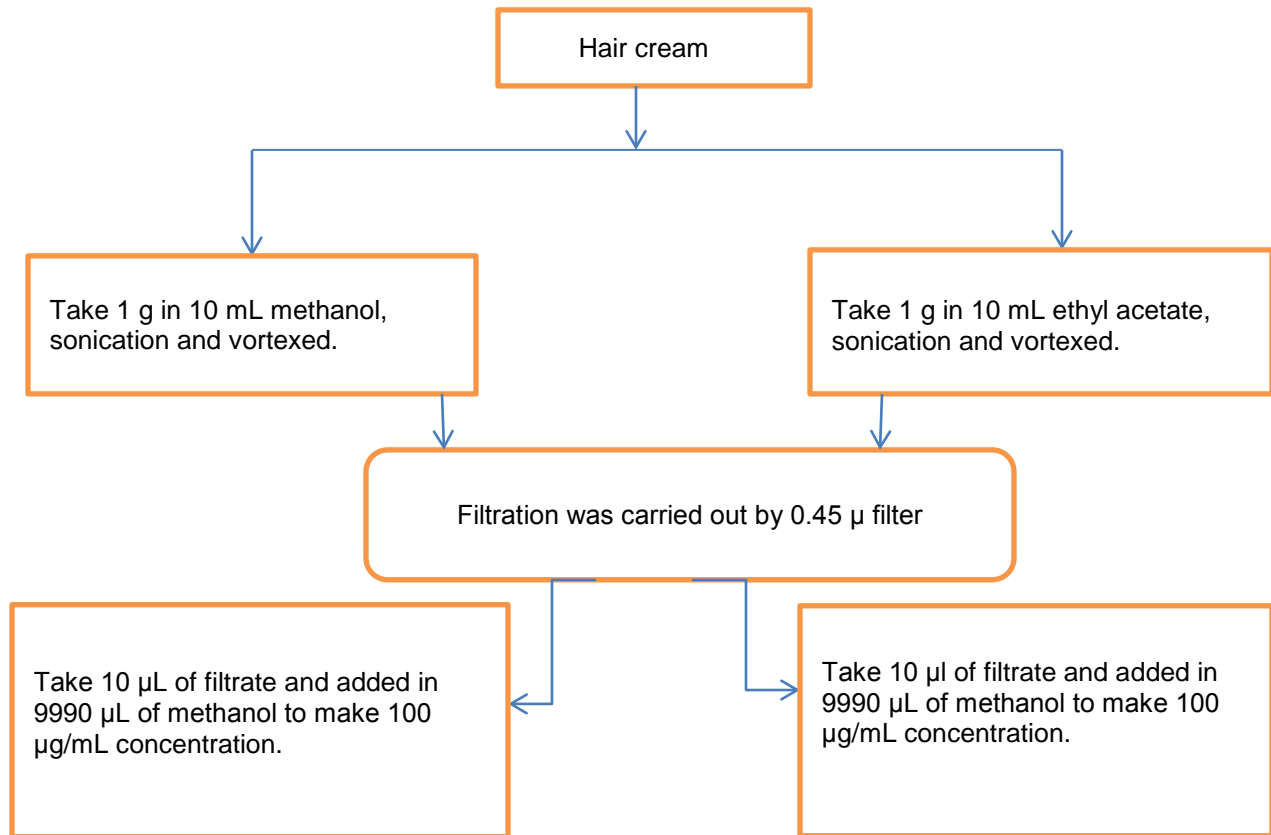 Hair cream
Take 1 g in 10 mL methanol,
sonication and vortexed.
Take 1 g in 10 mL ethyl acetate,
sonication and vortexed.
Filtration was carried out by 0.45 µ filter
Take 10 µL of filtrate and added in
9990 µL of methanol to make 100
µg/mL concentration.
Take 10 µl of filtrate and added in
9990 µL of methanol to make 100
µg/mL concentration.